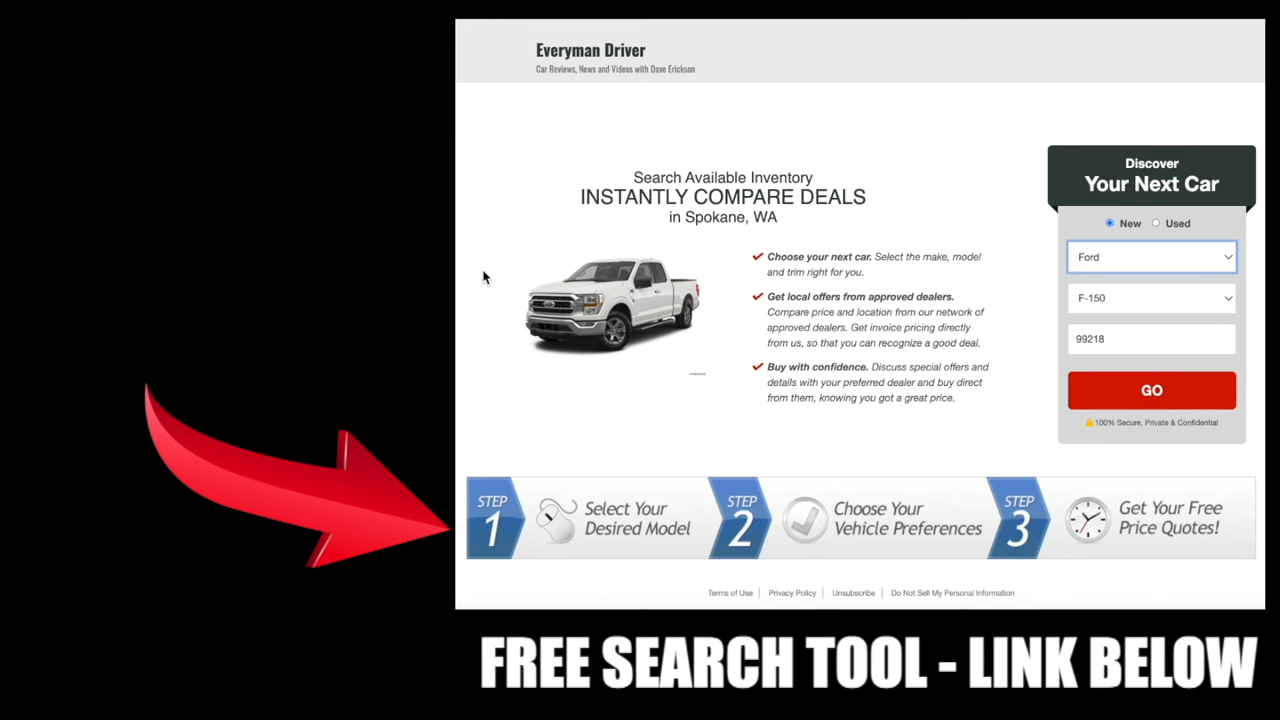 Everyman Driver
Car Reviews, News and Videos with Dave Erickson
Search Available Inventory
INSTANTLY COMPARE DEALS
in Spokane, WA
Choose your next car. Select the make, model
and trim right for you.
Get local offers from approved dealers.
Compare price and location from our network of
approved dealers. Get invoice pricing directly
from us, so that you can recognize a good deal.
Buy with confidence. Discuss special offers and
details with your preferred dealer and buy direct
from them, knowing you got a great price.
Discover
Your Next Car
New Used
Ford
F-150
99218
GO
100% Secure, Private & Confidential
STEP
1
Select Your
Desired Model
STEP
2
Choose Your
Vehicle Preferences
STEP
3
Get Your Free
Price Quotes!
Terms of Use | Privacy Policy | Unsubscribe | Do Not Sell My Personal Information
FREE SEARCH TOOL - LINK BELOW